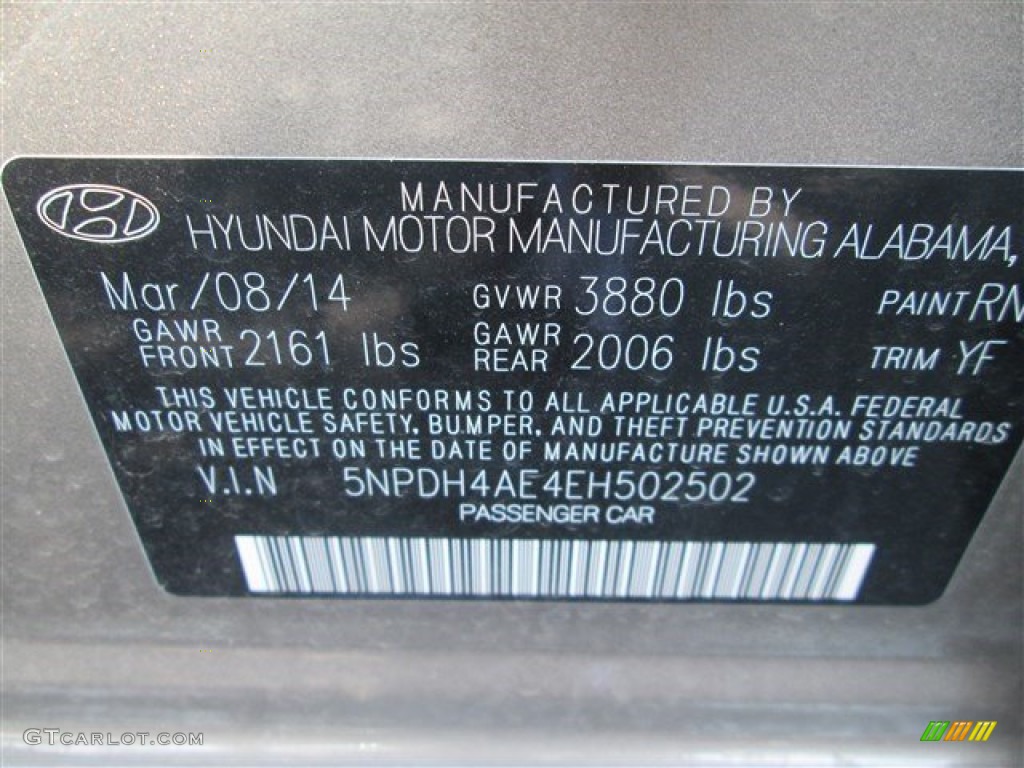 MANUFACTURED BY
HYUNDAI MOTOR MANUFACTURING ALABAMA,
Mar/08/14 GVWR 3880 lbs PAINT RN
GAWR FRONT 2161 lbs GAWR REAR 2006 lbs TRIM YF
THIS VEHICLE CONFORMS TO ALL APPLICABLE U.S.A. FEDERAL
MOTOR VEHICLE SAFETY, BUMPER, AND THEFT PREVENTION STANDARDS
IN EFFECT ON THE DATE OF MANUFACTURE SHOWN ABOVE
V.I.N 5NPDH4AE4EH502502
PASSENGER CAR
GTCARLOT.COM